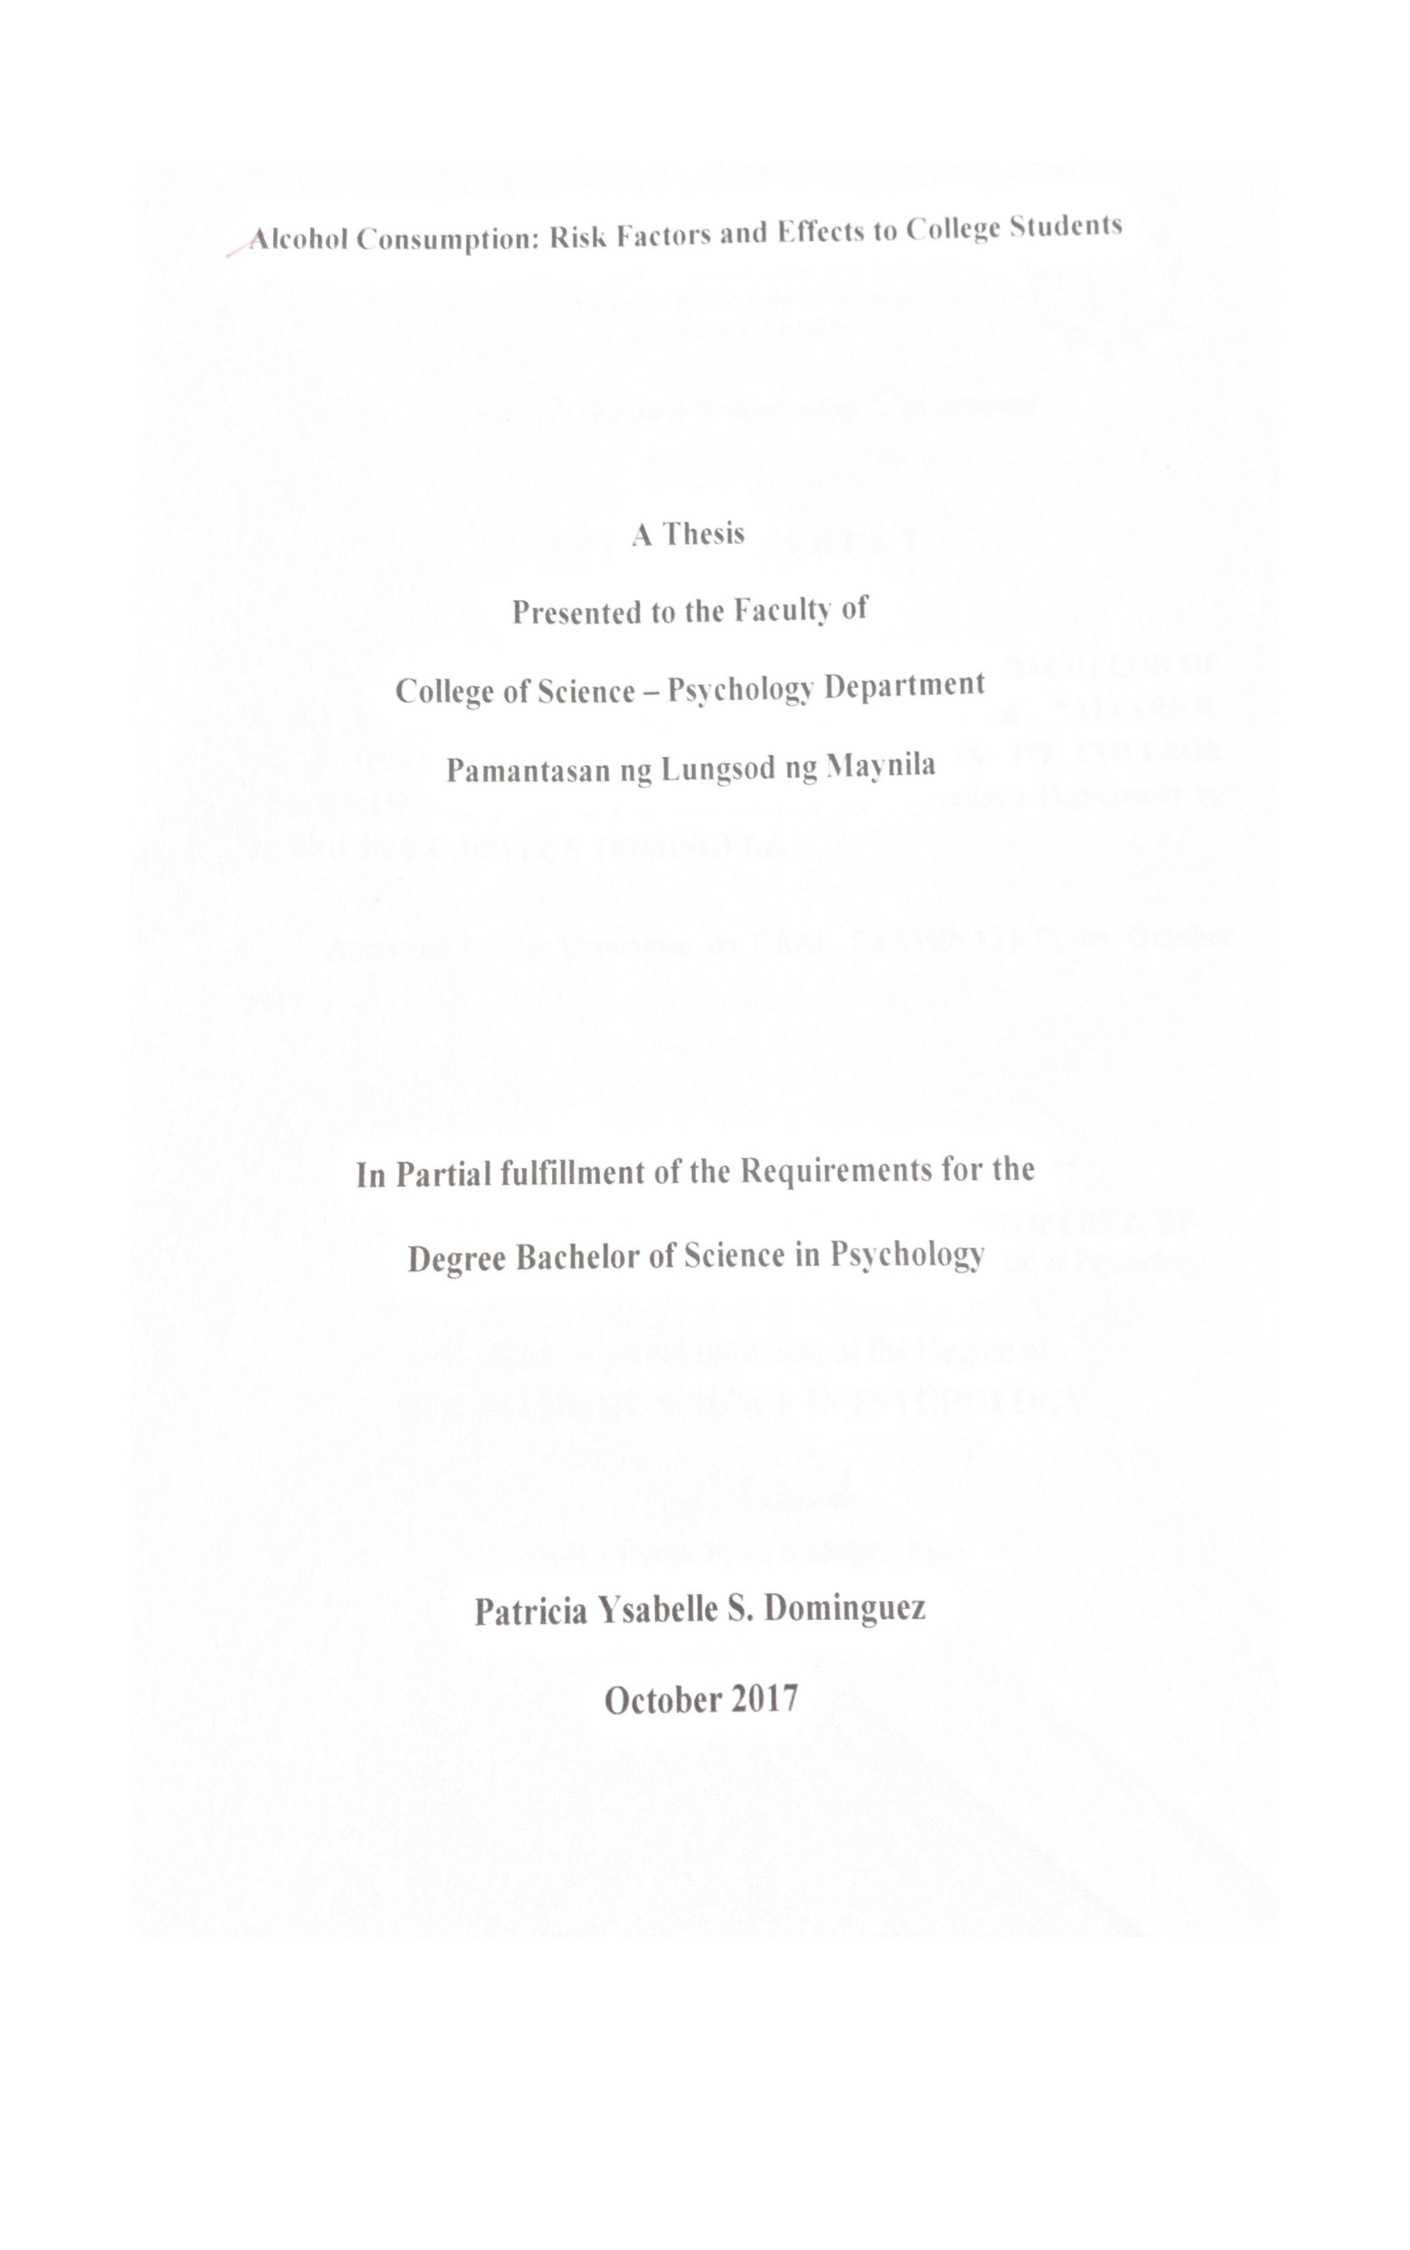 Alcohol Consumption: Risk Factors and Effects to College Students
A Thesis
Presented to the Faculty of
College of Science – Psychology Department
Pamantasan ng Lungsod ng Maynila
In Partial fulfillment of the Requirements for the
Degree Bachelor of Science in Psychology
Patricia Ysabelle S. Dominguez
October 2017